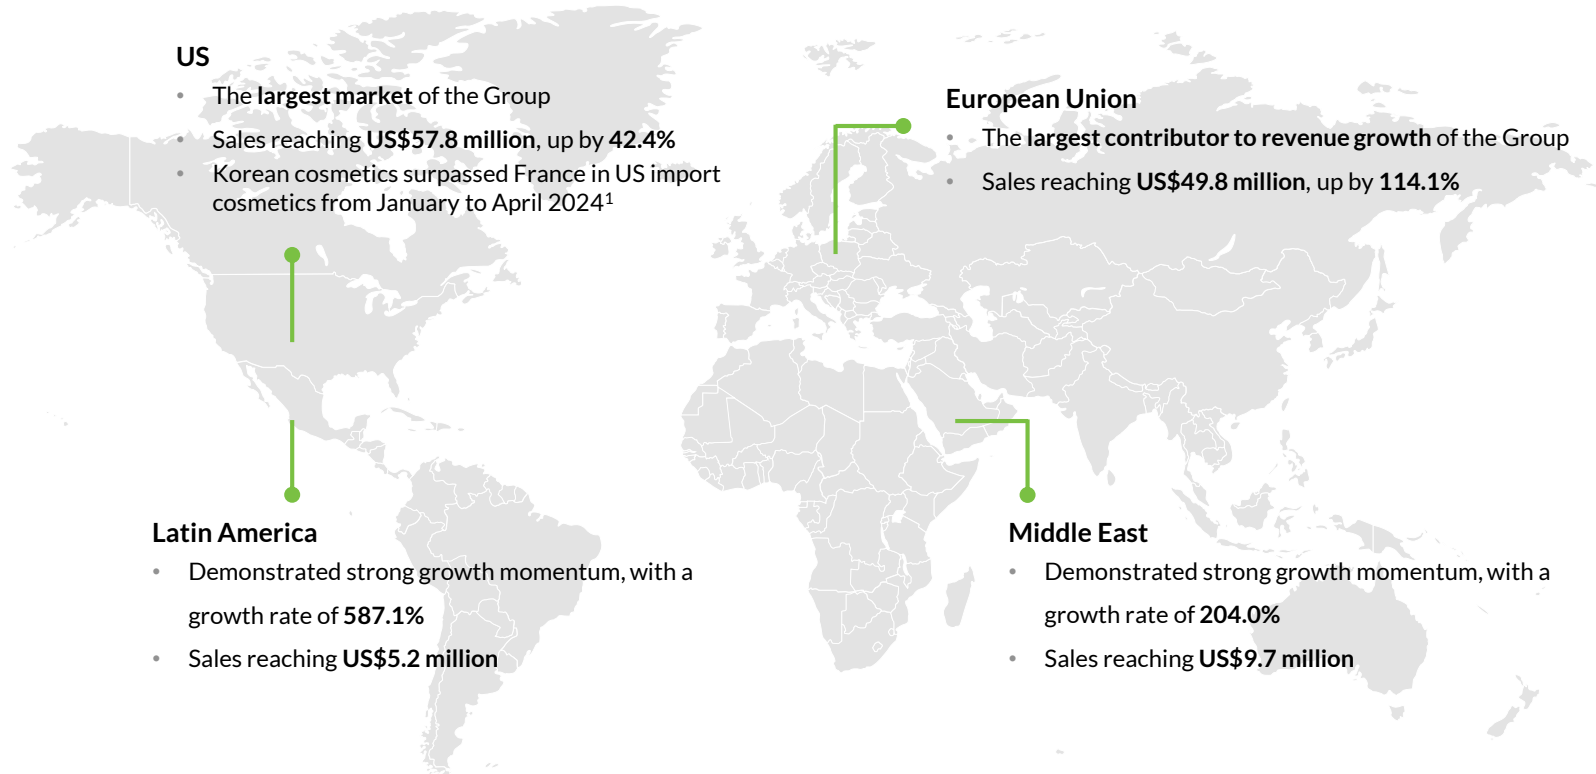 US
• The largest market of the Group
• Sales reaching US$57.8 million, up by 42.4%
• Korean cosmetics surpassed France in US import
cosmetics from January to April 2024¹
European Union
• The largest contributor to revenue growth of the Group
• Sales reaching US$49.8 million, up by 114.1%
Latin America
• Demonstrated strong growth momentum, with a
growth rate of 587.1%
• Sales reaching US$5.2 million
Middle East
• Demonstrated strong growth momentum, with a
growth rate of 204.0%
• Sales reaching US$9.7 million